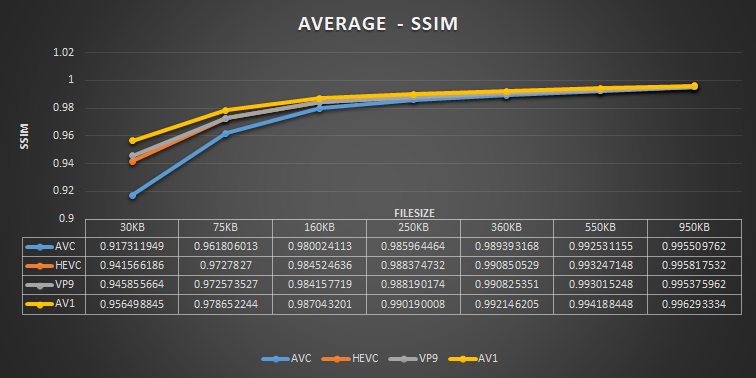 AVERAGE - SSIM
1.02
1
0.98
0.96
0.94
0.92
0.9
SSIM
FILESIZE
30KB 75KB 160KB 250KB 360KB 550KB 950KB
AVC 0.917311949 0.961806013 0.980024113 0.985964464 0.989393168 0.992531155 0.995509762
HEVC 0.941566186 0.9727827 0.984524636 0.988374732 0.990850529 0.993247148 0.995817532
VP9 0.945855664 0.972573527 0.984157719 0.988190174 0.990825351 0.993015248 0.995375962
AV1 0.956498845 0.978652244 0.987043201 0.990190008 0.992146205 0.994188448 0.996293334
AVC HEVC VP9 AV1